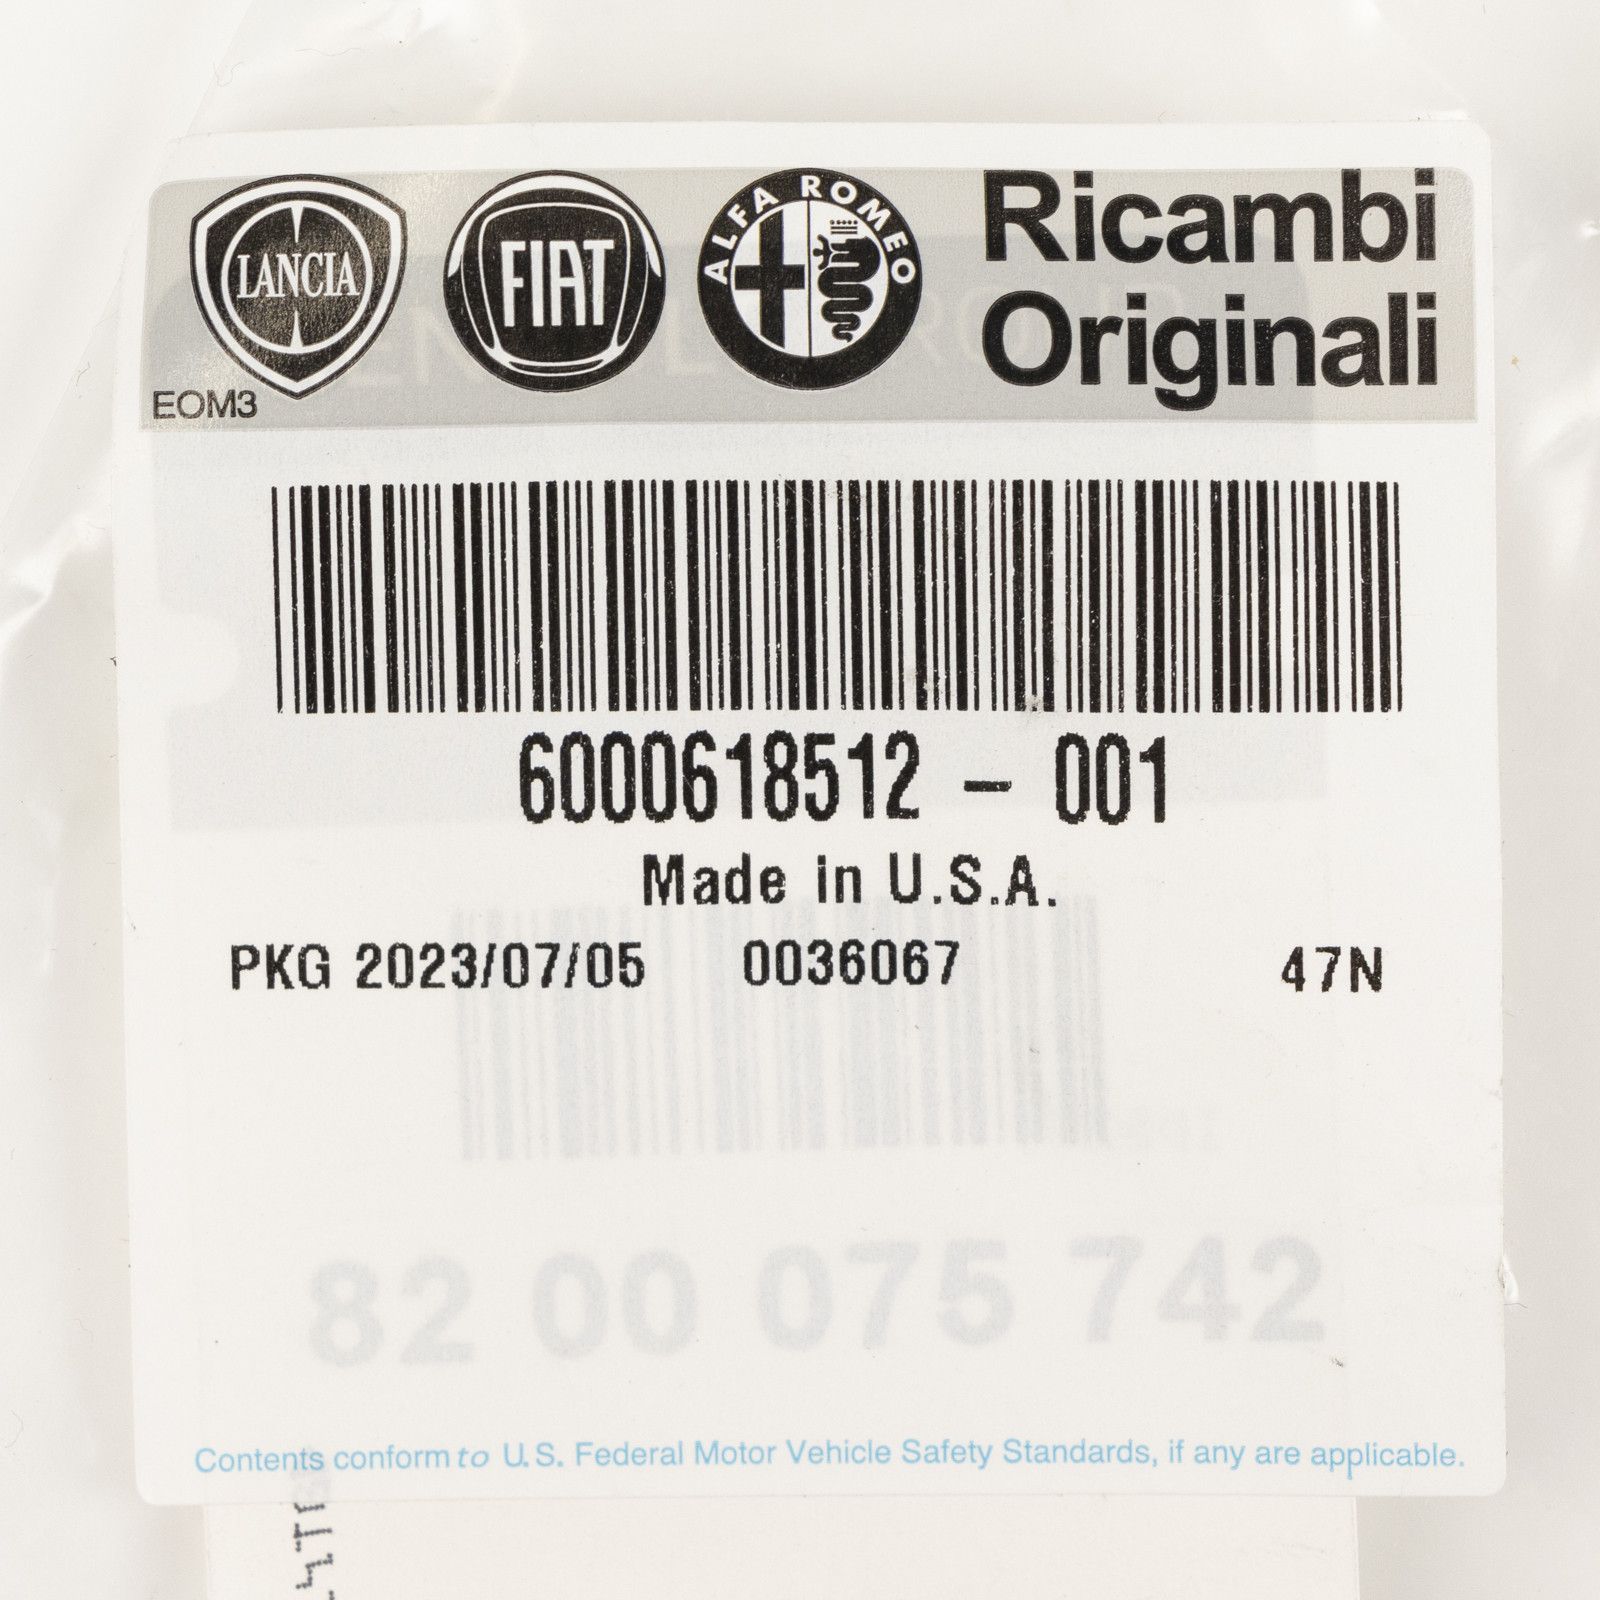 LANCIA
FIAT
ALFA ROMEO
Ricambi
Originali
EOM3
6000618512 - 001
Made in U.S.A.
PKG 2023/07/05 0036067 47N
82 00 075 742
Contents conform to U.S. Federal Motor Vehicle Safety Standards, if any are applicable.